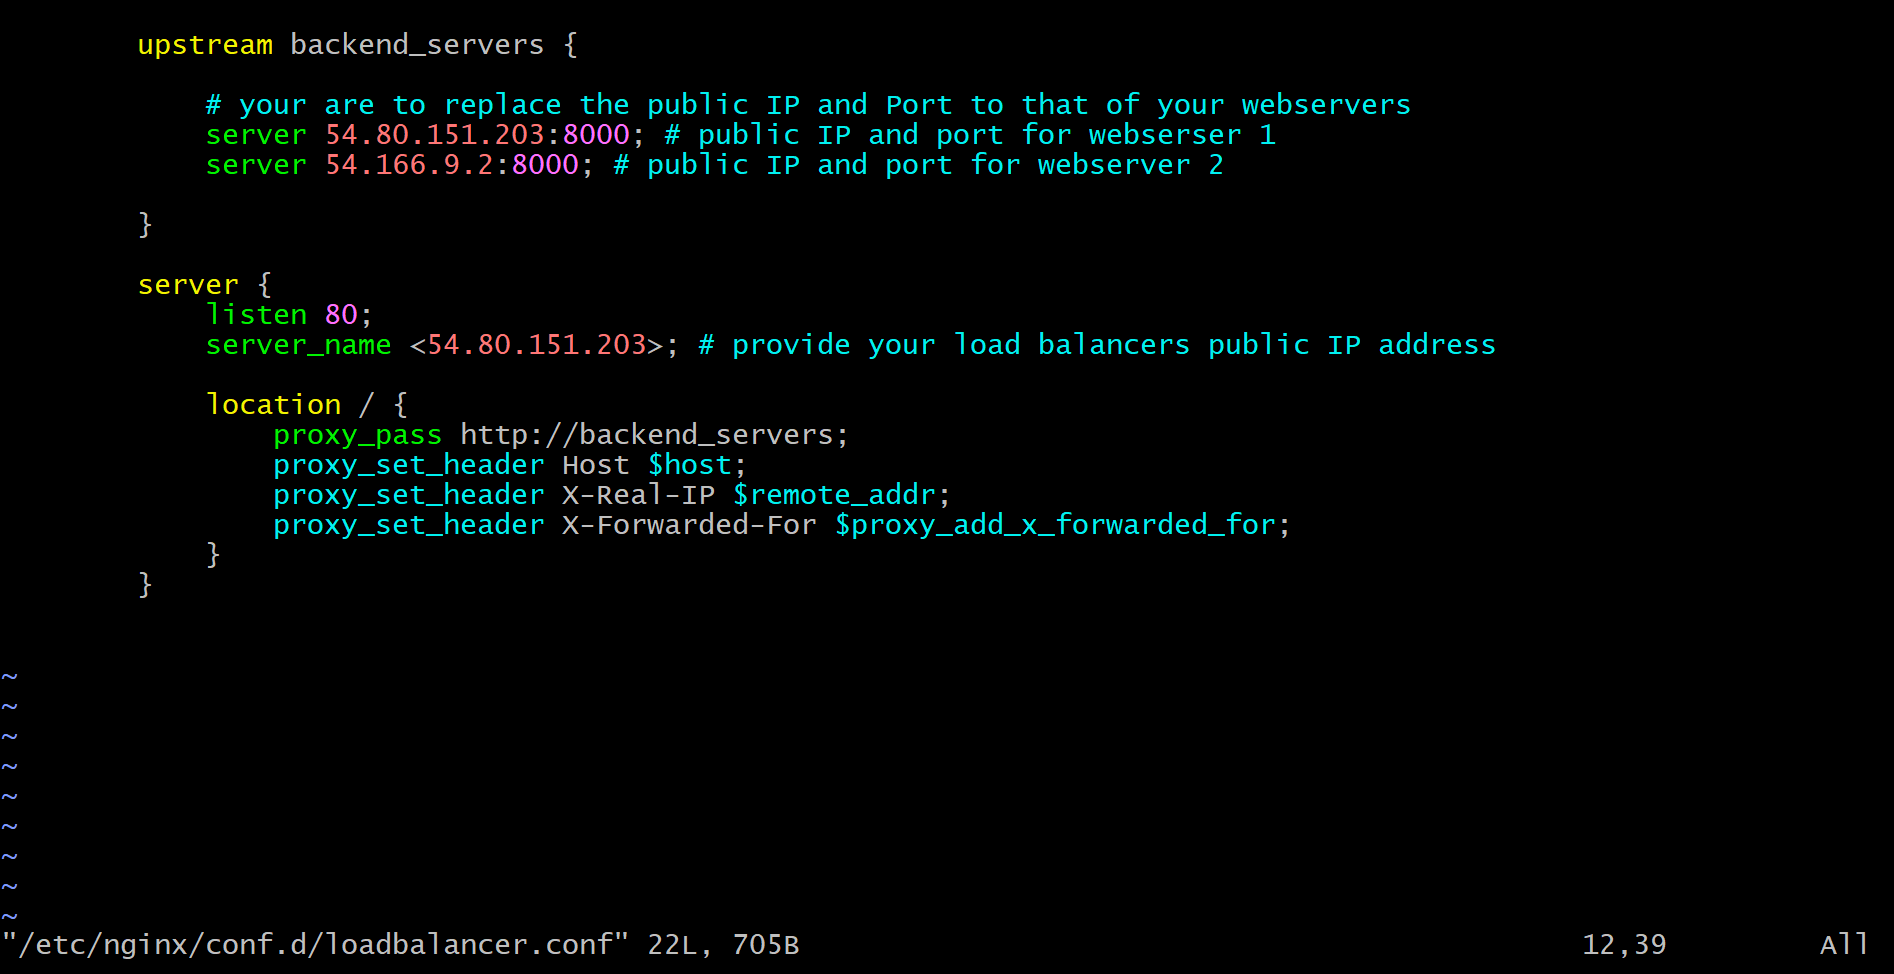 upstream backend_servers {
# your are to replace the public IP and Port to that of your webservers
server 54.80.151.203:8000; # public IP and port for webserser 1
server 54.166.9.2:8000; # public IP and port for webserver 2
}
server {
listen 80;
server_name <54.80.151.203>; # provide your load balancers public IP address
location / {
proxy_pass http://backend_servers;
proxy_set_header Host $host;
proxy_set_header X-Real-IP $remote_addr;
proxy_set_header X-Forwarded-For $proxy_add_x_forwarded_for;
}
}
~
~
~
~
~
~
~
~
~
"/etc/nginx/conf.d/loadbalancer.conf" 22L, 705B 12,39 All